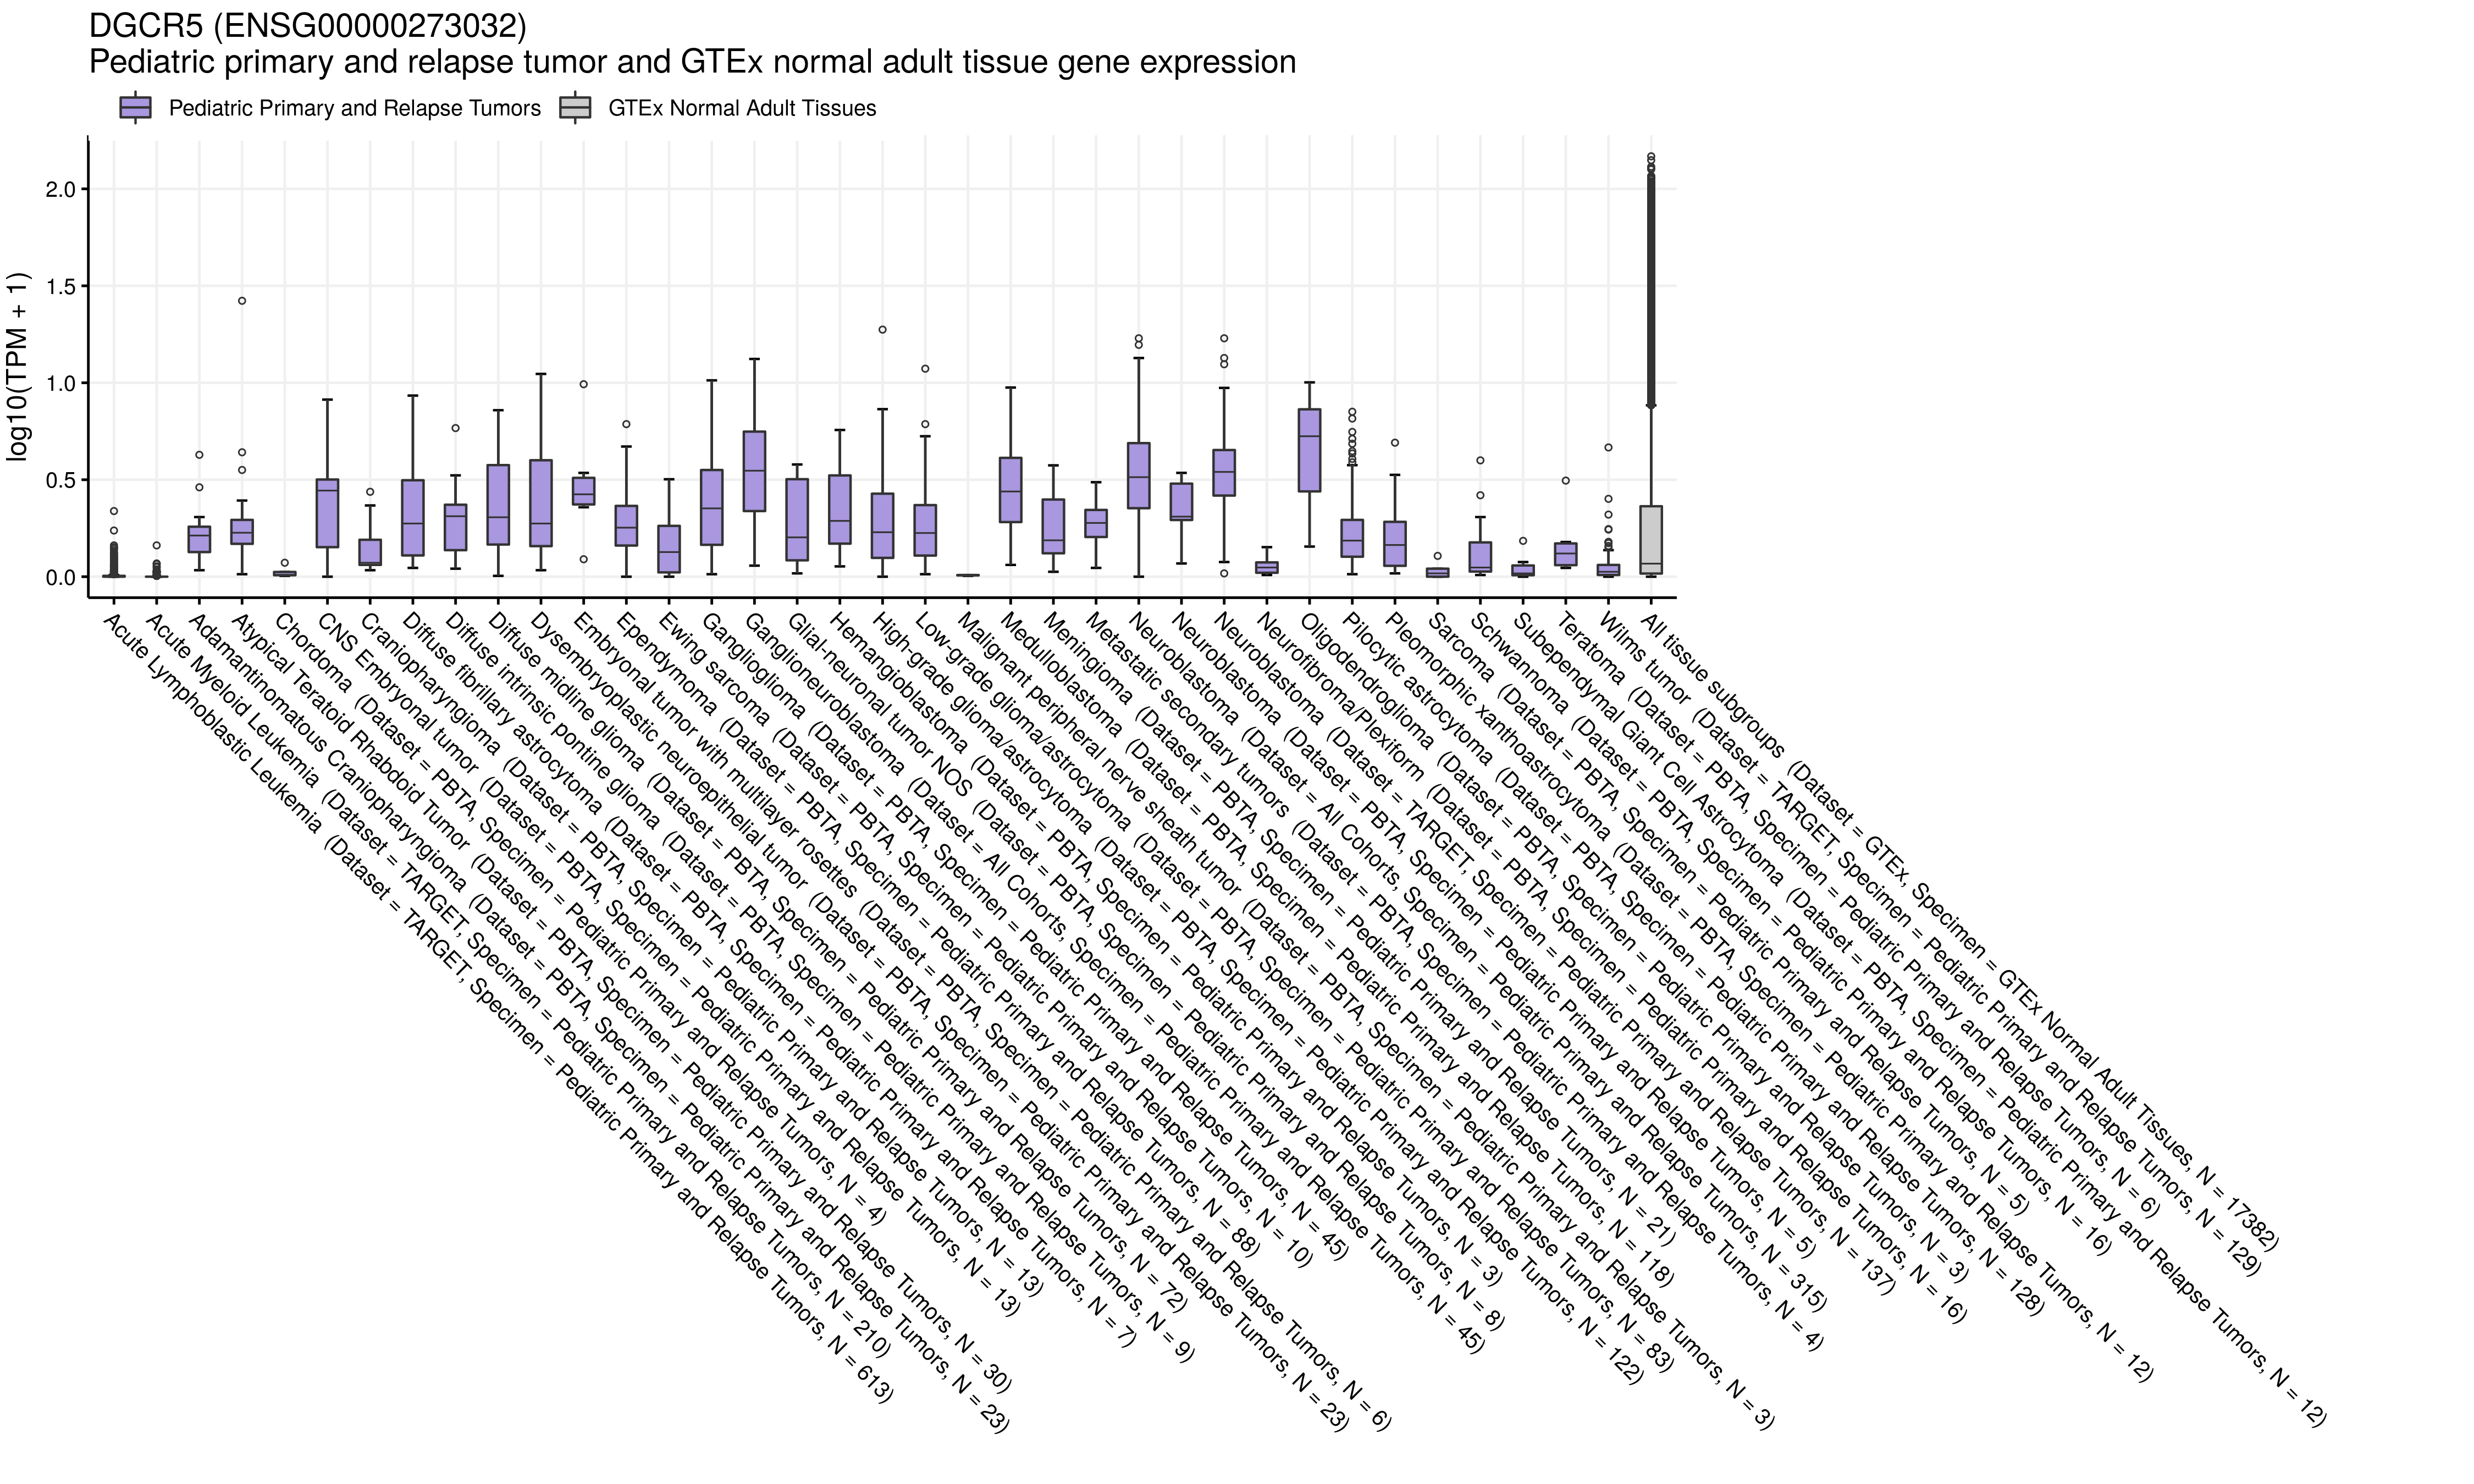 DGCR5 (ENSG00000273032)
Pediatric primary and relapse tumor and GTEx normal adult tissue gene expression
Pediatric Primary and Relapse Tumors
GTEx Normal Adult Tissues
log10(TPM + 1)
2.0
1.5
1.0
0.5
0.0
Acute Lymphoblastic Leukemia (Dataset = TARGET, Specimen = Pediatric Primary and Relapse Tumors, N = 613)
Acute Myeloid Leukemia (Dataset = TARGET, Specimen = Pediatric Primary and Relapse Tumors, N = 210)
Adamantinomatous Craniopharyngioma (Dataset = PBTA, Specimen = Pediatric Primary and Relapse Tumors, N = 23)
Atypical Teratoid Rhabdoid Tumor (Dataset = PBTA, Specimen = Pediatric Primary and Relapse Tumors, N = 30)
Chordoma (Dataset = PBTA, Specimen = Pediatric Primary and Relapse Tumors, N = 4)
CNS Embryonal tumor (Dataset = PBTA, Specimen = Pediatric Primary and Relapse Tumors, N = 13)
Craniopharyngioma (Dataset = PBTA, Specimen = Pediatric Primary and Relapse Tumors, N = 13)
Diffuse fibrillary astrocytoma (Dataset = PBTA, Specimen = Pediatric Primary and Relapse Tumors, N = 7)
Diffuse intrinsic pontine glioma (Dataset = PBTA, Specimen = Pediatric Primary and Relapse Tumors, N = 9)
Diffuse midline glioma (Dataset = PBTA, Specimen = Pediatric Primary and Relapse Tumors, N = 72)
Dysembryoplastic neuroepithelial tumor (Dataset = PBTA, Specimen = Pediatric Primary and Relapse Tumors, N = 23)
Embryonal tumor with multilayer rosettes (Dataset = PBTA, Specimen = Pediatric Primary and Relapse Tumors, N = 6)
Ependymoma (Dataset = PBTA, Specimen = Pediatric Primary and Relapse Tumors, N = 88)
Ewing sarcoma (Dataset = PBTA, Specimen = Pediatric Primary and Relapse Tumors, N = 10)
Ganglioglioma (Dataset = PBTA, Specimen = Pediatric Primary and Relapse Tumors, N = 45)
Ganglioneuroblastoma (Dataset = All Cohorts, Specimen = Pediatric Primary and Relapse Tumors, N = 45)
Glial-neuronal tumor NOS (Dataset = PBTA, Specimen = Pediatric Primary and Relapse Tumors, N = 8)
Hemangioblastoma (Dataset = PBTA, Specimen = Pediatric Primary and Relapse Tumors, N = 3)
High-grade glioma/astrocytoma (Dataset = PBTA, Specimen = Pediatric Primary and Relapse Tumors, N = 122)
Low-grade glioma/astrocytoma (Dataset = PBTA, Specimen = Pediatric Primary and Relapse Tumors, N = 83)
Malignant peripheral nerve sheath tumor (Dataset = PBTA, Specimen = Pediatric Primary and Relapse Tumors, N = 3)
Medulloblastoma (Dataset = PBTA, Specimen = Pediatric Primary and Relapse Tumors, N = 118)
Meningioma (Dataset = PBTA, Specimen = Pediatric Primary and Relapse Tumors, N = 21)
Metastatic secondary tumors (Dataset = PBTA, Specimen = Pediatric Primary and Relapse Tumors, N = 4)
Neuroblastoma (Dataset = All Cohorts, Specimen = Pediatric Primary and Relapse Tumors, N = 315)
Neuroblastoma (Dataset = PBTA, Specimen = Pediatric Primary and Relapse Tumors, N = 5)
Neuroblastoma (Dataset = TARGET, Specimen = Pediatric Primary and Relapse Tumors, N = 137)
Neurofibroma/Plexiform (Dataset = PBTA, Specimen = Pediatric Primary and Relapse Tumors, N = 16)
Oligodendroglioma (Dataset = PBTA, Specimen = Pediatric Primary and Relapse Tumors, N = 3)
Pilocytic astrocytoma (Dataset = PBTA, Specimen = Pediatric Primary and Relapse Tumors, N = 128)
Pleomorphic xanthoastrocytoma (Dataset = PBTA, Specimen = Pediatric Primary and Relapse Tumors, N = 12)
Sarcoma (Dataset = PBTA, Specimen = Pediatric Primary and Relapse Tumors, N = 5)
Schwannoma (Dataset = PBTA, Specimen = Pediatric Primary and Relapse Tumors, N = 16)
Subependymal Giant Cell Astrocytoma (Dataset = PBTA, Specimen = Pediatric Primary and Relapse Tumors, N = 12)
Teratoma (Dataset = PBTA, Specimen = Pediatric Primary and Relapse Tumors, N = 6)
Wilms tumor (Dataset = TARGET, Specimen = Pediatric Primary and Relapse Tumors, N = 129)
All tissue subgroups (Dataset = GTEx, Specimen = GTEx Normal Adult Tissues, N = 17382)